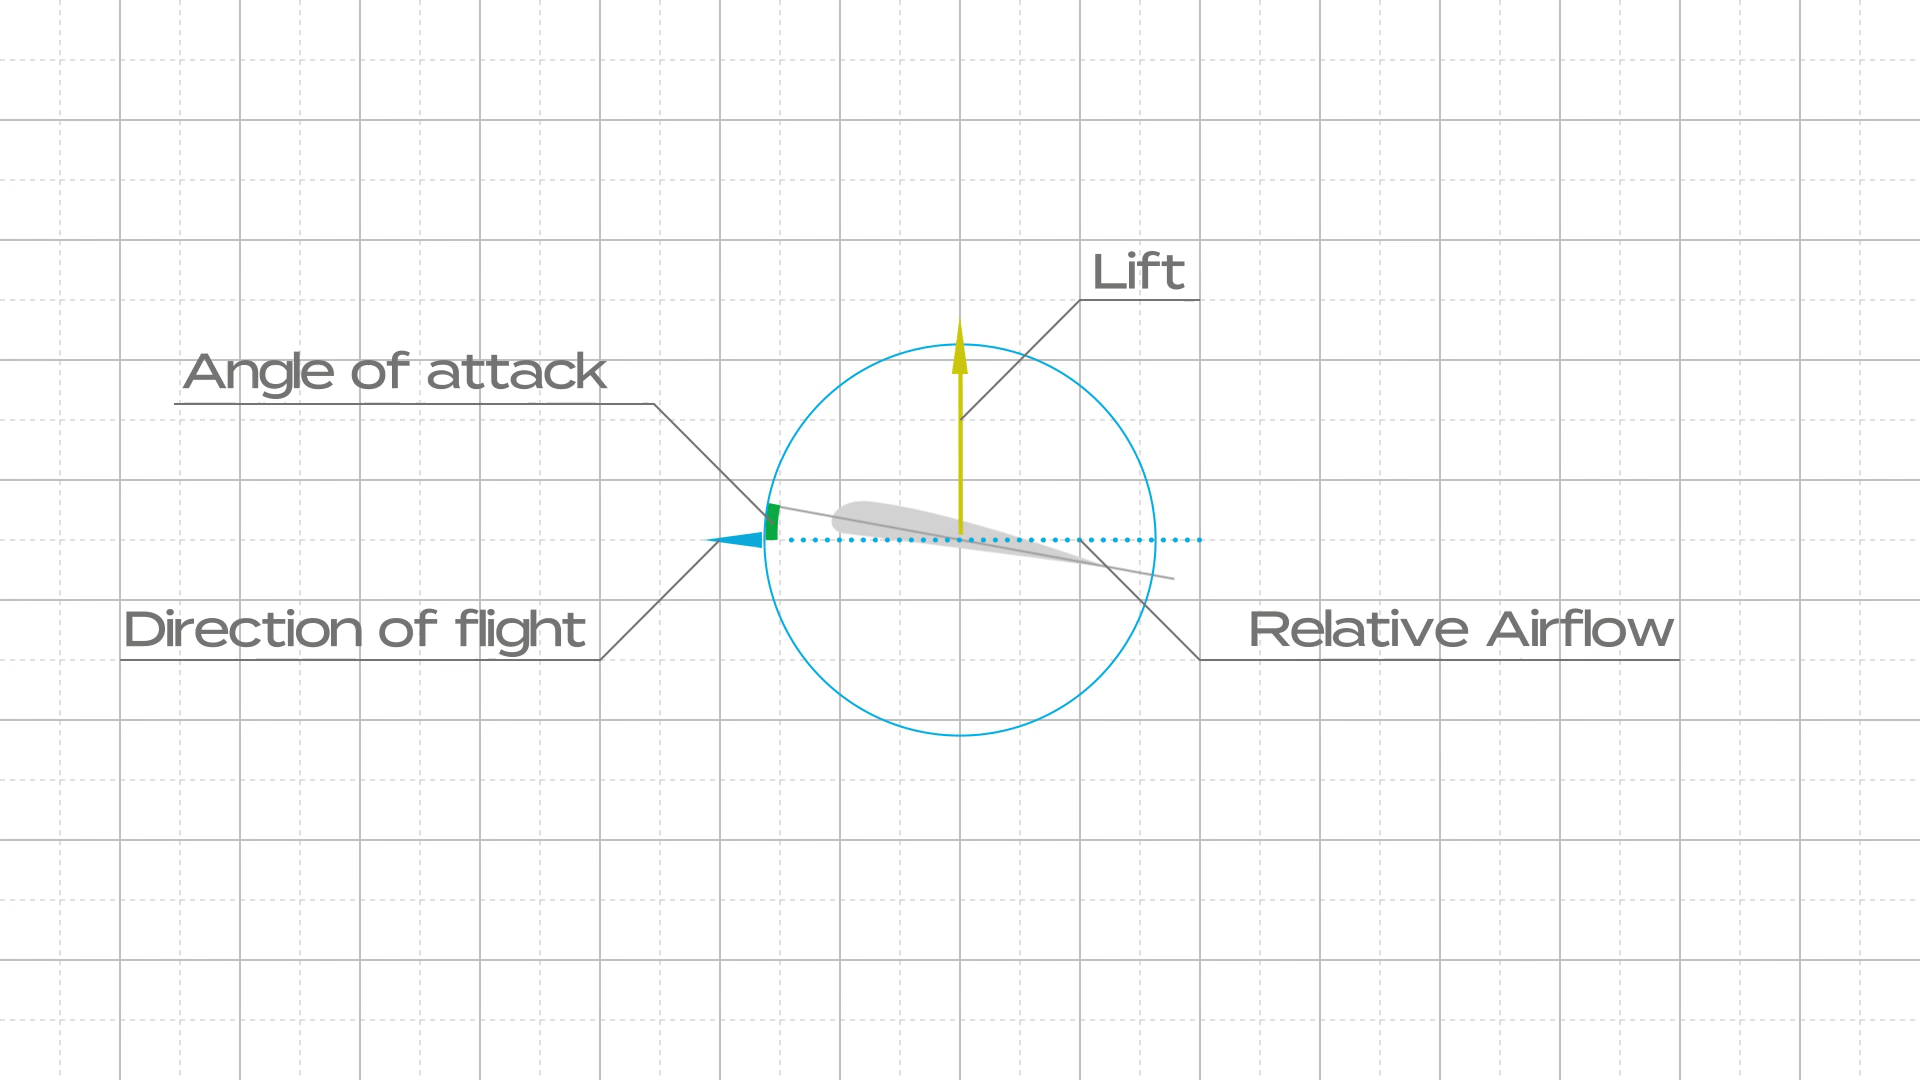 Lift
Angle of attack
Direction of flight
Relative Airflow